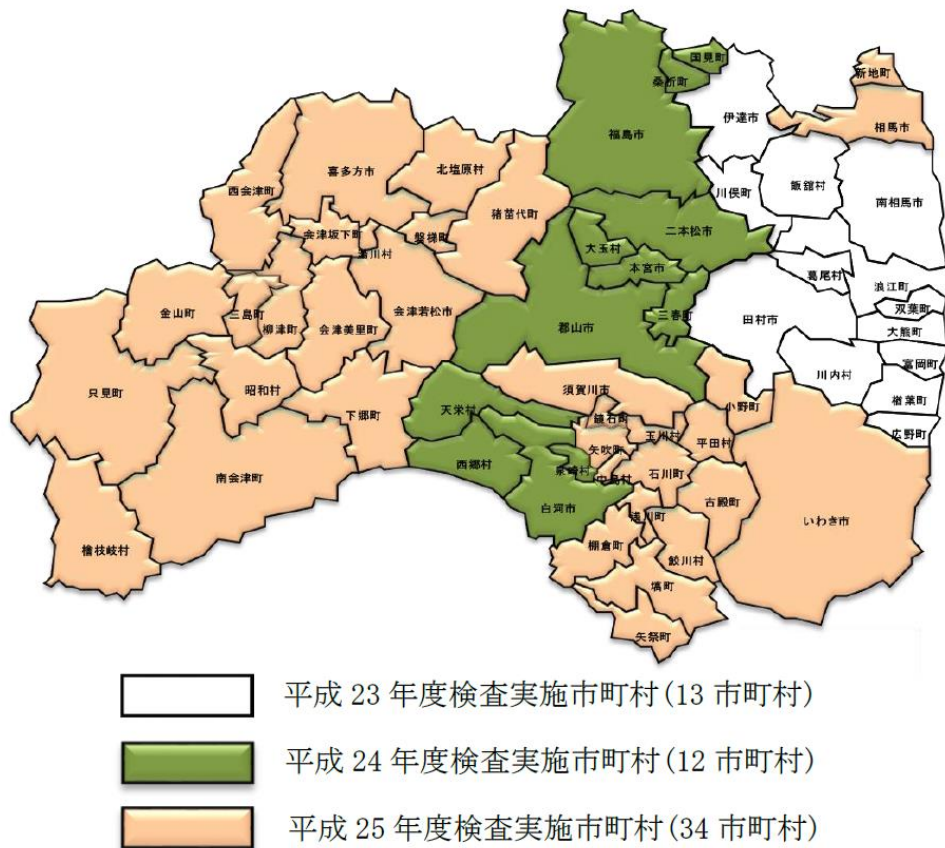 国見町
桑折町
新地町
伊達市
相馬市
福島市
喜多方市
北塩原村
西会津町
川俣町
飯舘村
南相馬市
猪苗代町
二本松市
会津坂下町
磐梯町
湯川村
大玉村
本宮市
葛尾村
浪江町
双葉町
金山町
三島町
柳津町
会津美里町
会津若松市
郡山市
三春町
田村市
大熊町
富岡町
川内村
只見町
昭和村
下郷町
須賀川市
小野町
楢葉町
天栄村
鏡石町
玉川村
平田村
広野町
矢吹町
西郷村
泉崎村
中島村
石川町
南会津町
白河市
古殿町
浅川町
いわき市
檜枝岐村
棚倉町
鮫川村
塙町
矢祭町
平成 23 年度検査実施市町村(13 市町村)
平成 24 年度検査実施市町村(12 市町村)
平成 25 年度検査実施市町村(34 市町村)